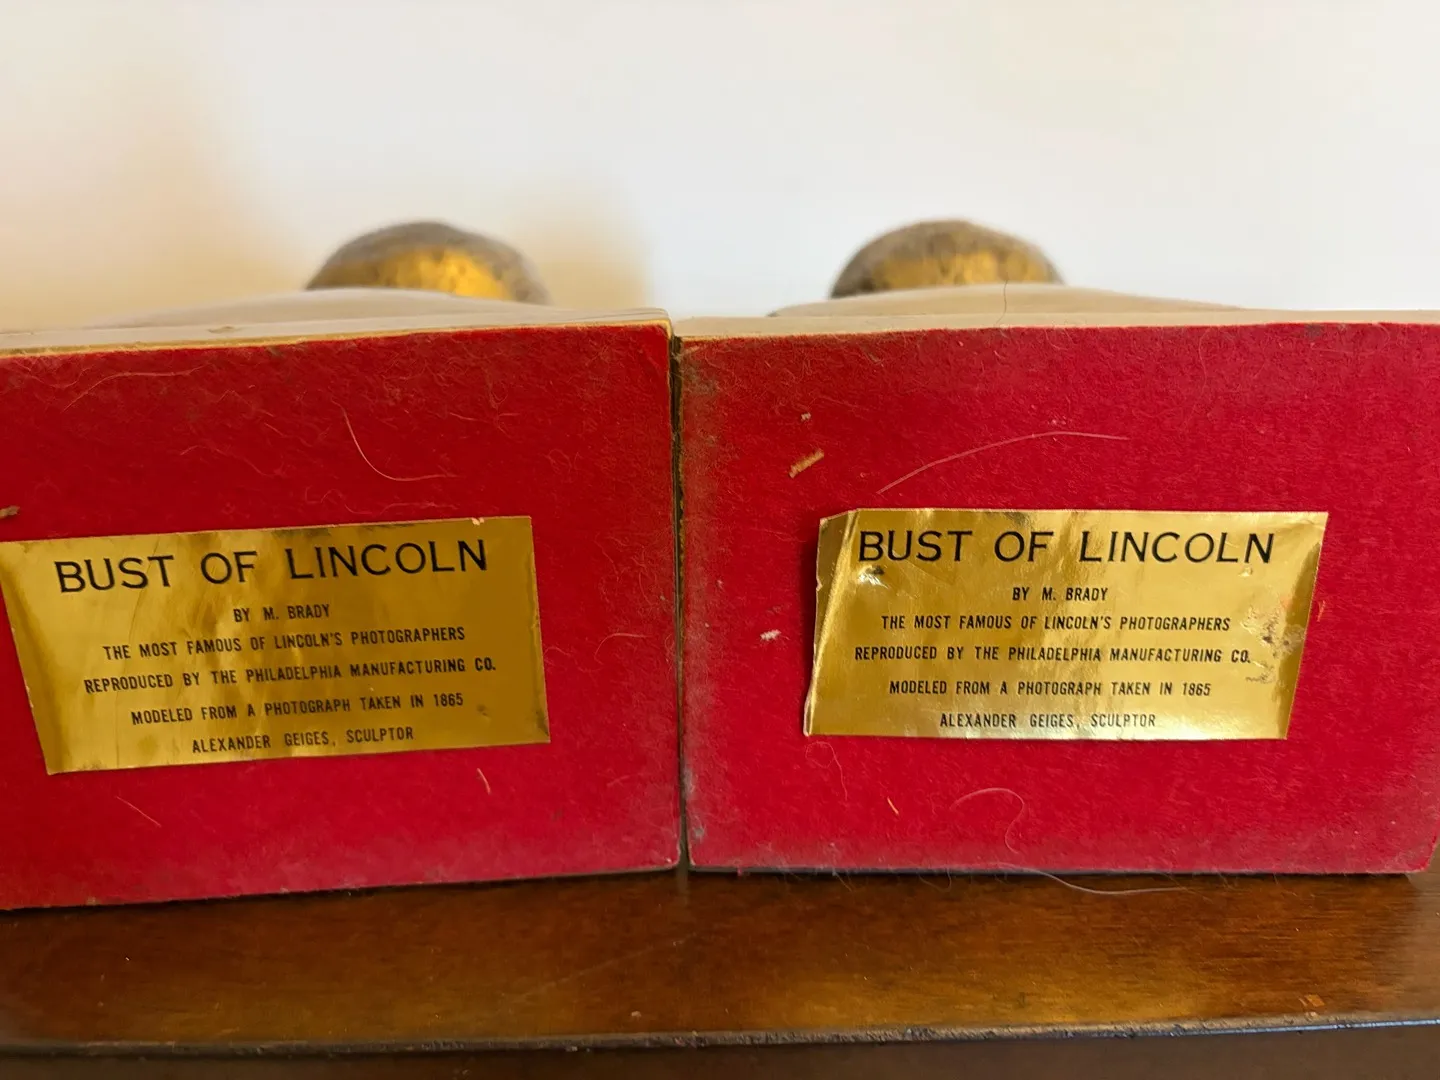 BUST OF LINCOLN
BY M. BRADY
THE MOST FAMOUS OF LINCOLN'S PHOTOGRAPHERS
REPRODUCED BY THE PHILADELPHIA MANUFACTURING CO.
MODELED FROM A PHOTOGRAPH TAKEN IN 1865
ALEXANDER GEIGES, SCULPTOR
BUST OF LINCOLN
BY M. BRADY
THE MOST FAMOUS OF LINCOLN'S PHOTOGRAPHERS
REPRODUCED BY THE PHILADELPHIA MANUFACTURING CO.
MODELED FROM A PHOTOGRAPH TAKEN IN 1865
ALEXANDER GEIGES, SCULPTOR